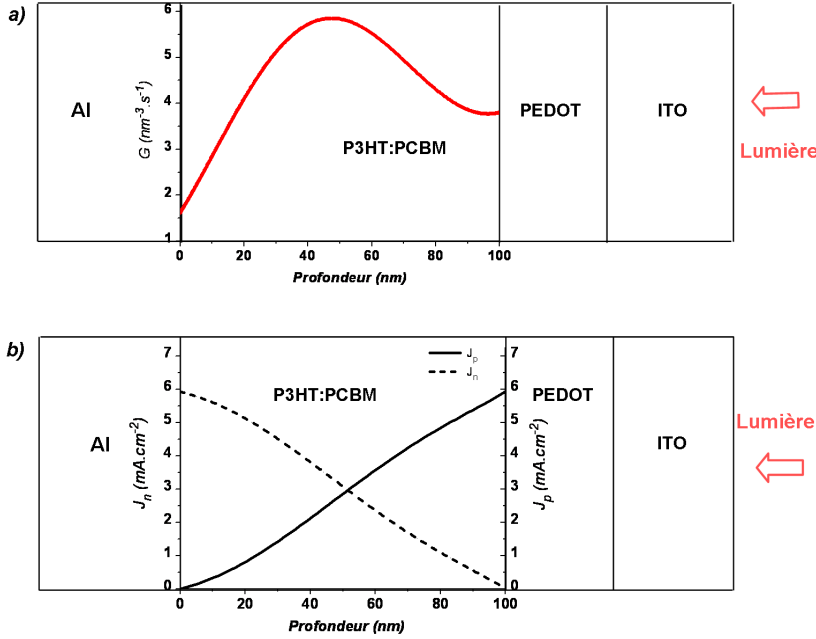 a)
6
5
4
3
2
1
G (nm-3.s-1)
Al
P3HT:PCBM
PEDOT
ITO
Lumière
0 20 40 60 80 100
Profondeur (nm)
b)
7 7
6 6
5 5
4 4
3 3
2 2
1 1
0 0
Jp
Jn
Al
Jn (mA.cm-2)
P3HT:PCBM
Jp (mA.cm-2)
PEDOT
ITO
Lumière
0 20 40 60 80 100
Profondeur (nm)